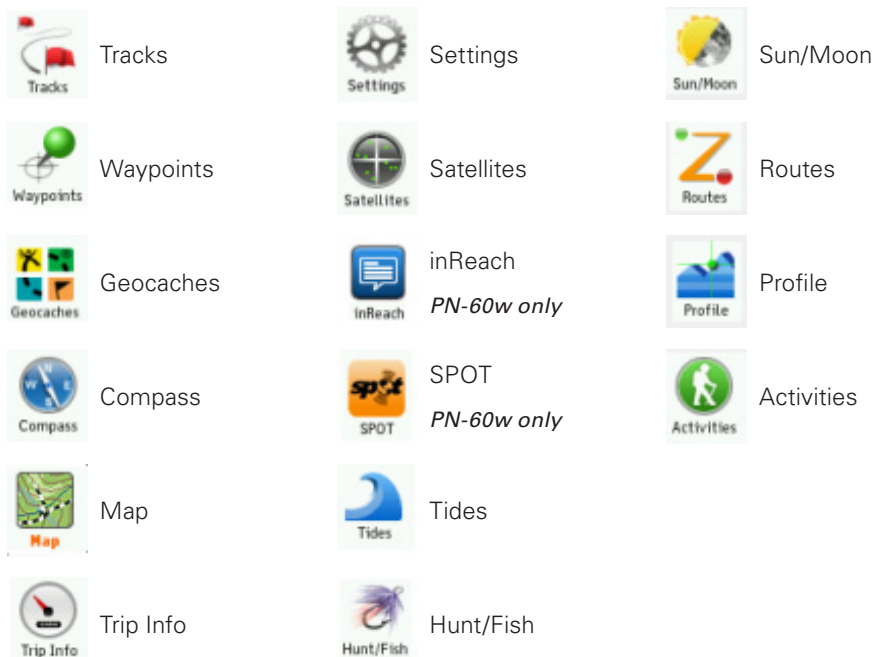 Tracks
Tracks
Settings
Settings
Sun/Moon
Sun/Moon
Waypoints
Waypoints
Satellites
Satellites
Routes
Routes
Geocaches
Geocaches
inReach
inReach
PN-60w only
Profile
Profile
N
W E
S
Compass
Compass
spot
SPOT
SPOT
PN-60w only
Activities
Activities
Map
Map
Tides
Tides
Trip Info
Trip Info
Hunt/Fish
Hunt/Fish